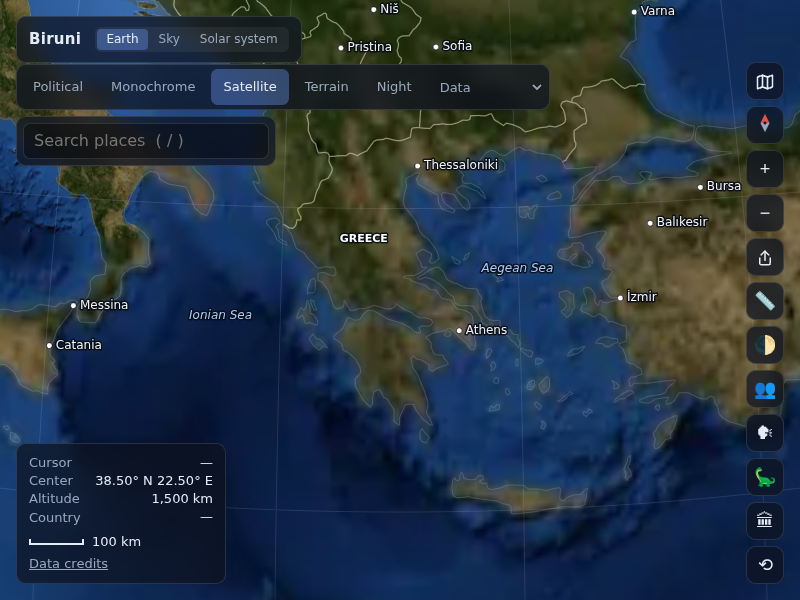 Niš
Varna
Biruni
Earth Sky Solar system
Pristina
Sofia
Political Monochrome Satellite Terrain Night Data
Search places ( / )
Thessaloniki
Bursa
Balıkesir
GREECE
Aegean Sea
İzmir
Messina
Ionian Sea
Athens
Catania
Cursor —
Center 38.50° N 22.50° E
Altitude 1,500 km
Country —
100 km
Data credits